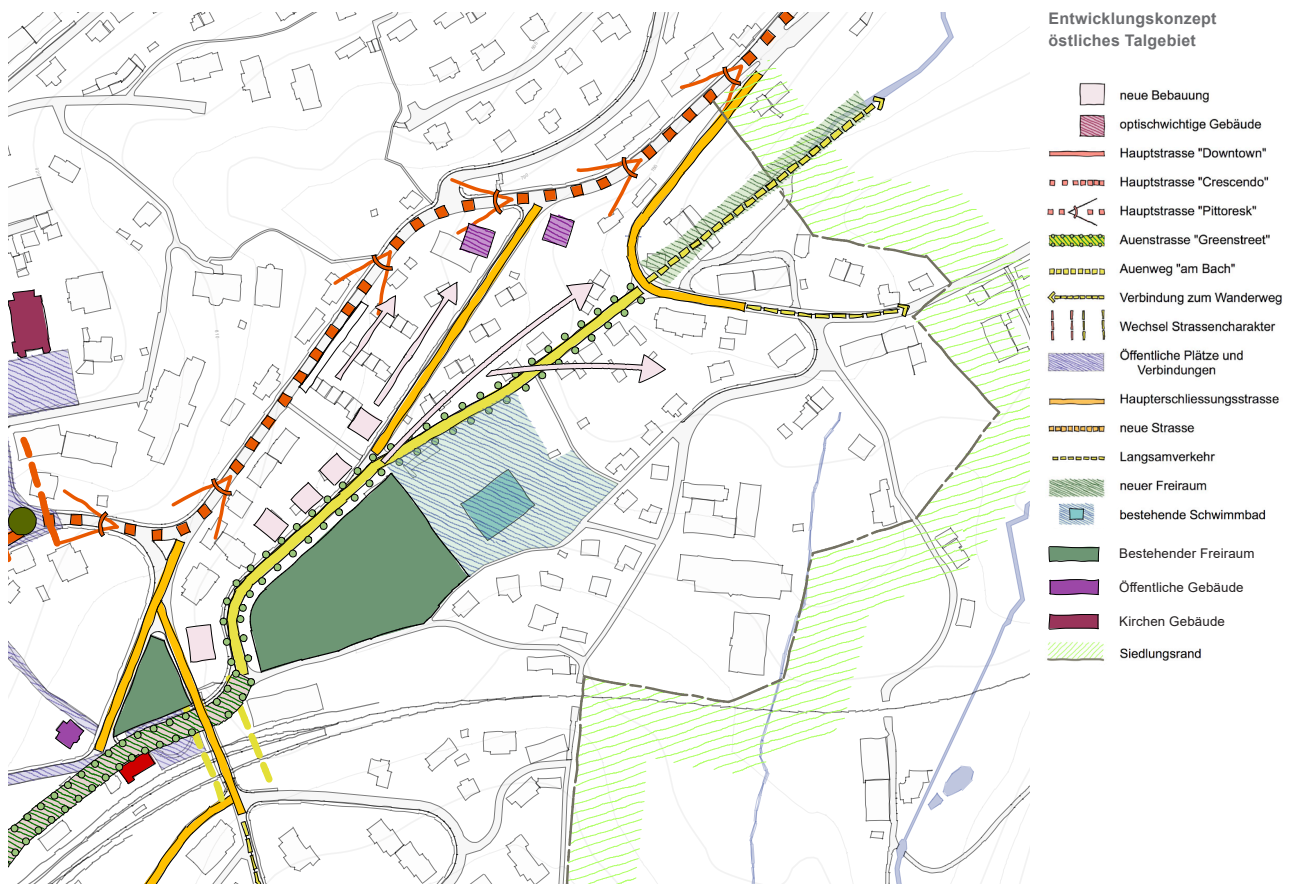 Entwicklungskonzept
östliches Talgebiet
neue Bebauung
optischwichtige Gebäude
Hauptstrasse "Downtown"
Hauptstrasse "Crescendo"
Hauptstrasse "Pittoresk"
Auenstrasse "Greenstreet"
Auenweg "am Bach"
Verbindung zum Wanderweg
Wechsel Strassencharakter
Öffentliche Plätze und
Verbindungen
Haupterschliessungsstrasse
neue Strasse
Langsamverkehr
neuer Freiraum
bestehende Schwimmbad
Bestehender Freiraum
Öffentliche Gebäude
Kirchen Gebäude
Siedlungsrand